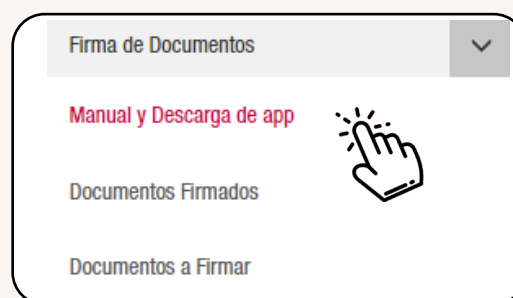 Firma de Documentos
Manual y Descarga de app
Documentos Firmados
Documentos a Firmar